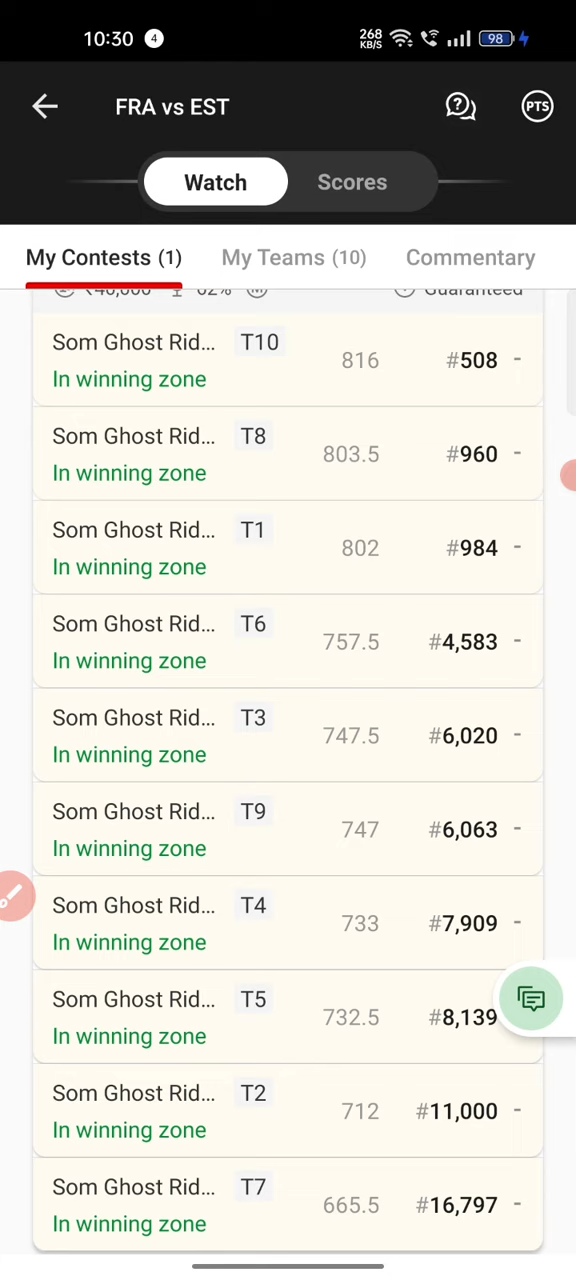 10:30 4 268 KB/S 98
FRA vs EST PTS
Watch Scores
My Contests (1) My Teams (10) Commentary
62% Guaranteed
Som Ghost Rid... T10 816 #508 -
In winning zone
Som Ghost Rid... T8 803.5 #960 -
In winning zone
Som Ghost Rid... T1 802 #984 -
In winning zone
Som Ghost Rid... T6 757.5 #4,583 -
In winning zone
Som Ghost Rid... T3 747.5 #6,020 -
In winning zone
Som Ghost Rid... T9 747 #6,063 -
In winning zone
Som Ghost Rid... T4 733 #7,909 -
In winning zone
Som Ghost Rid... T5 732.5 #8,139
In winning zone
Som Ghost Rid... T2 712 #11,000 -
In winning zone
Som Ghost Rid... T7 665.5 #16,797 -
In winning zone